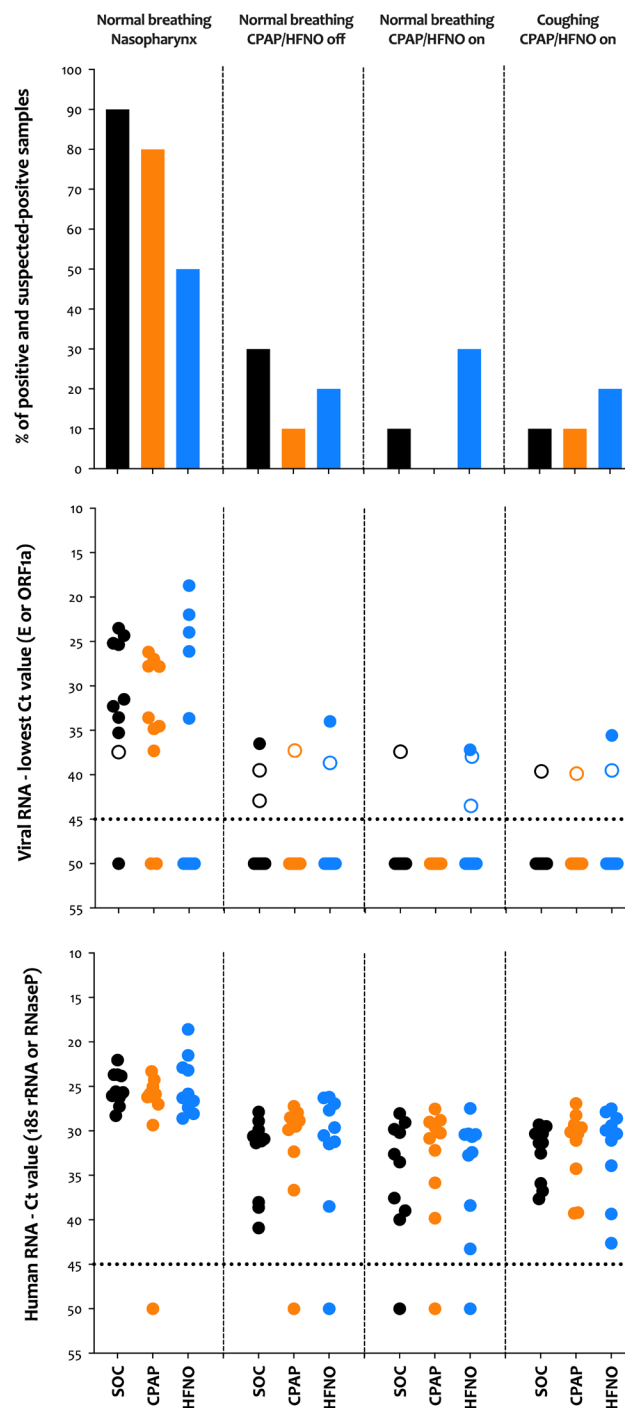 Normal breathing
Nasopharynx
Normal breathing
CPAP/HFNO off
Normal breathing
CPAP/HFNO on
Coughing
CPAP/HFNO on
% of positive and suspected-positve samples
100
90
80
70
60
50
40
30
20
10
0
Viral RNA - lowest Ct value (E or ORF1a)
10
15
20
25
30
35
40
45
50
55
Human RNA - Ct value (18s rRNA or RNaseP)
10
15
20
25
30
35
40
45
50
55
SOC
CPAP
HFNO
SOC
CPAP
HFNO
SOC
CPAP
HFNO
SOC
CPAP
HFNO